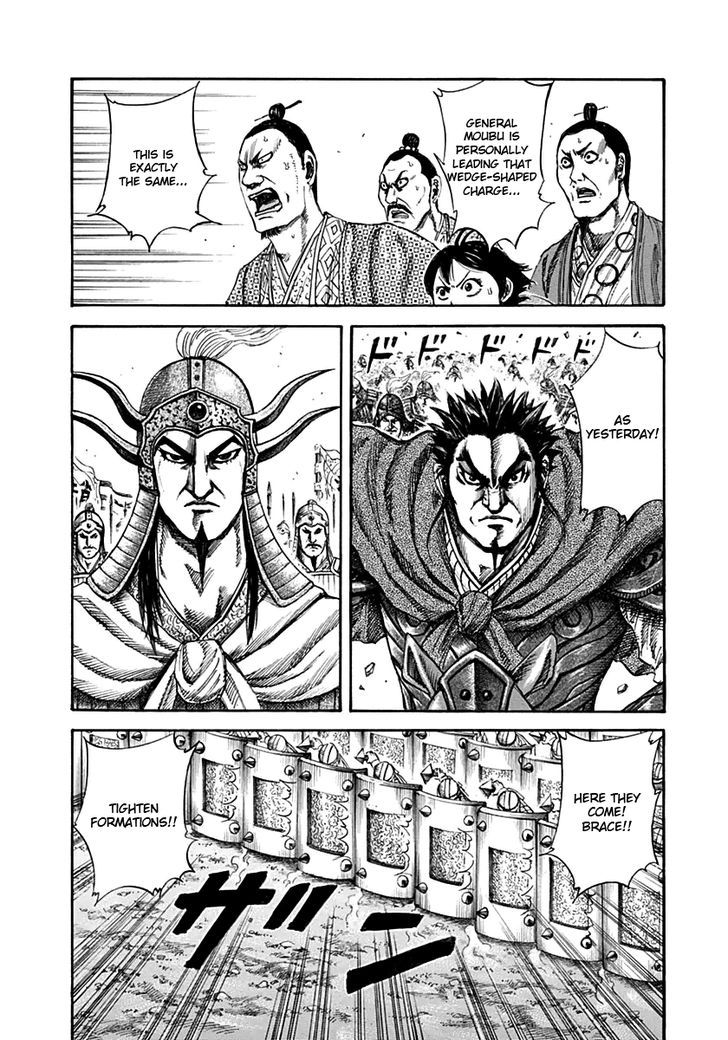 GENERAL
MOUBU IS
PERSONALLY
LEADING THAT
WEDGE-SHAPED
CHARGE...
THIS IS
EXACTLY
THE SAME...
AS
YESTERDAY!
ドドドドド
HERE THEY
COME!
BRACE!!
TIGHTEN
FORMATIONS!!
ザン